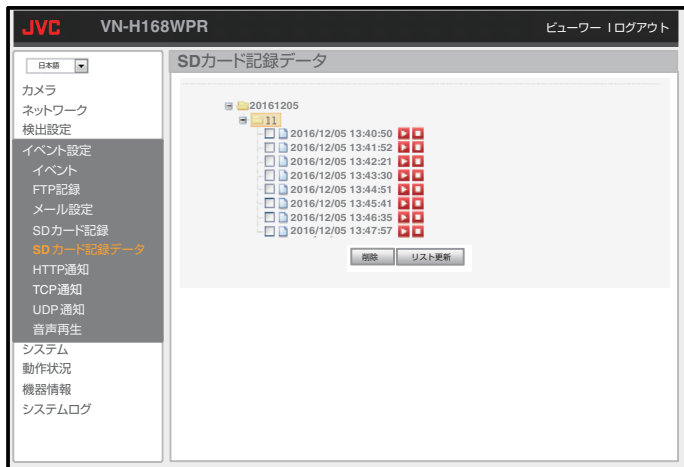 JVC VN-H168WPR ビューワー | ログアウト
日本語
カメラ
ネットワーク
検出設定
イベント設定
イベント
FTP記録
メール設定
SDカード記録
SDカード記録データ
HTTP通知
TCP通知
UDP通知
音声再生
システム
動作状況
機器情報
システムログ
SDカード記録データ
20161205
11
2016/12/05 13:40:50
2016/12/05 13:41:52
2016/12/05 13:42:21
2016/12/05 13:43:30
2016/12/05 13:44:51
2016/12/05 13:45:41
2016/12/05 13:46:35
2016/12/05 13:47:57
削除 リスト更新